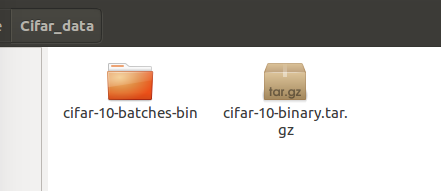 Cifar_data
tar.gz
cifar-10-batches-bin
cifar-10-binary.tar.
gz